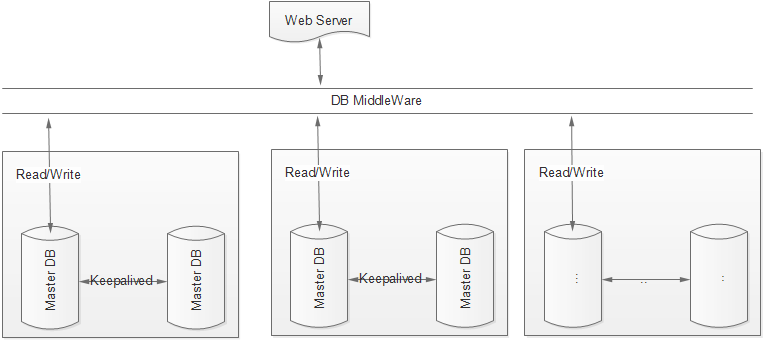 Web Server
DB MiddleWare
Read/Write
Read/Write
Read/Write
Master DB
Keepalived
Master DB
Master DB
Keepalived
Master DB
...
..
..